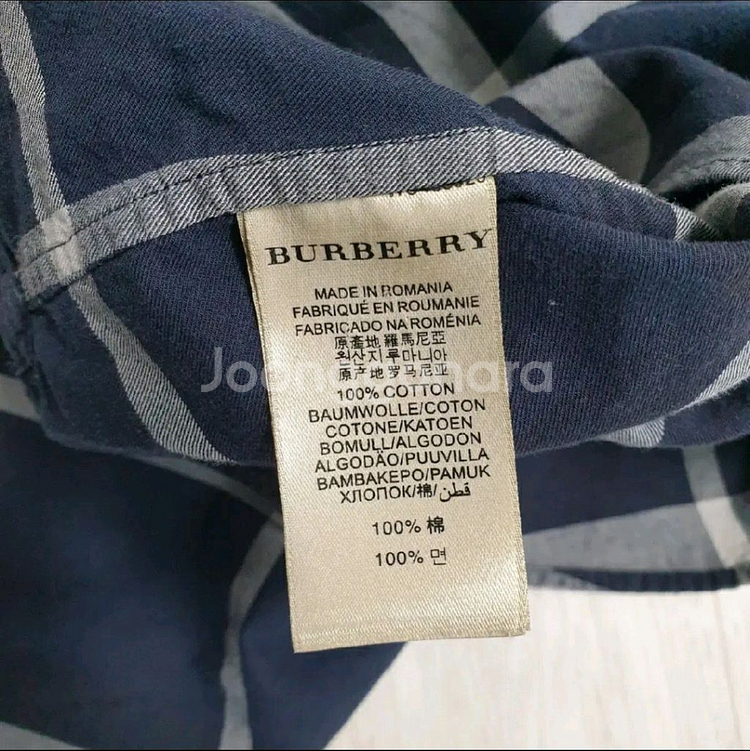 BURBERRY
MADE IN ROMANIA
FABRIQUÉ EN ROUMANIE
FABRICADO NA ROMÉNIA
原產地 羅馬尼亞
원산지 루마니아
原产地 罗马尼亚
100% COTTON
BAUMWOLLE/COTON
COTONE/KATOEN
BOMULL/ALGODON
ALGODÃO/PUUVILLA
ΒΑΜΒΑΚΕΡΟ/PAMUK
ХЛОПОК/棉/قطن
100% 棉
100% 면